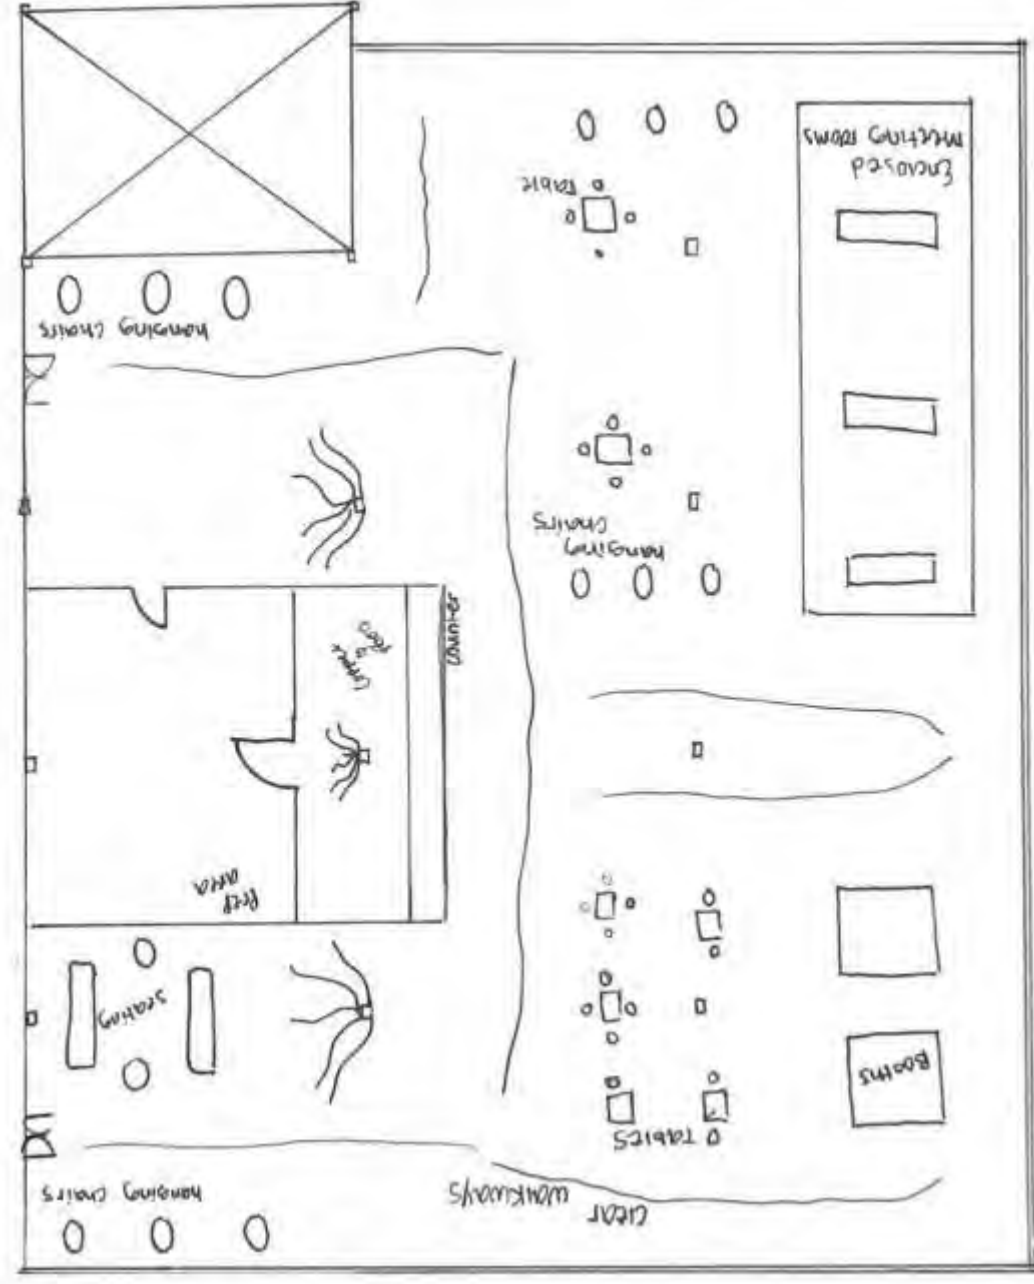 clear
walkways
hanging chairs
TABlES
BOOTHS
seating
Prep
area
counter
hanging
chairs
hanging chairs
Table
Enclosed
meeting rooms